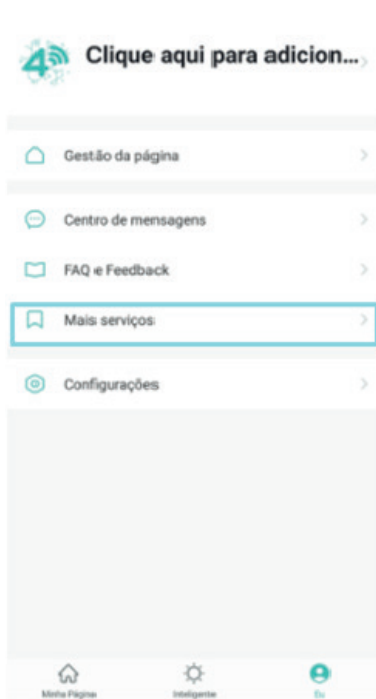 4
Clique aqui para adicion...
Gestão da página
Centro de mensagens
FAQ e Feedback
Mais serviços
Configurações
Minha Página
Inteligente
Eu